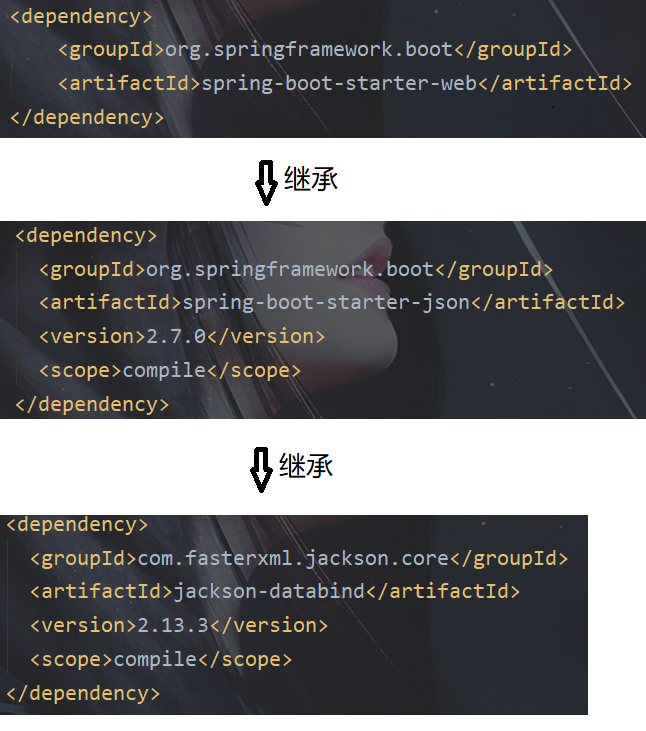 <dependency>
<groupId>org.springframework.boot</groupId>
<artifactId>spring-boot-starter-web</artifactId>
</dependency>
继承
<dependency>
<groupId>org.springframework.boot</groupId>
<artifactId>spring-boot-starter-json</artifactId>
<version>2.7.0</version>
<scope>compile</scope>
</dependency>
继承
<dependency>
<groupId>com.fasterxml.jackson.core</groupId>
<artifactId>jackson-databind</artifactId>
<version>2.13.3</version>
<scope>compile</scope>
</dependency>